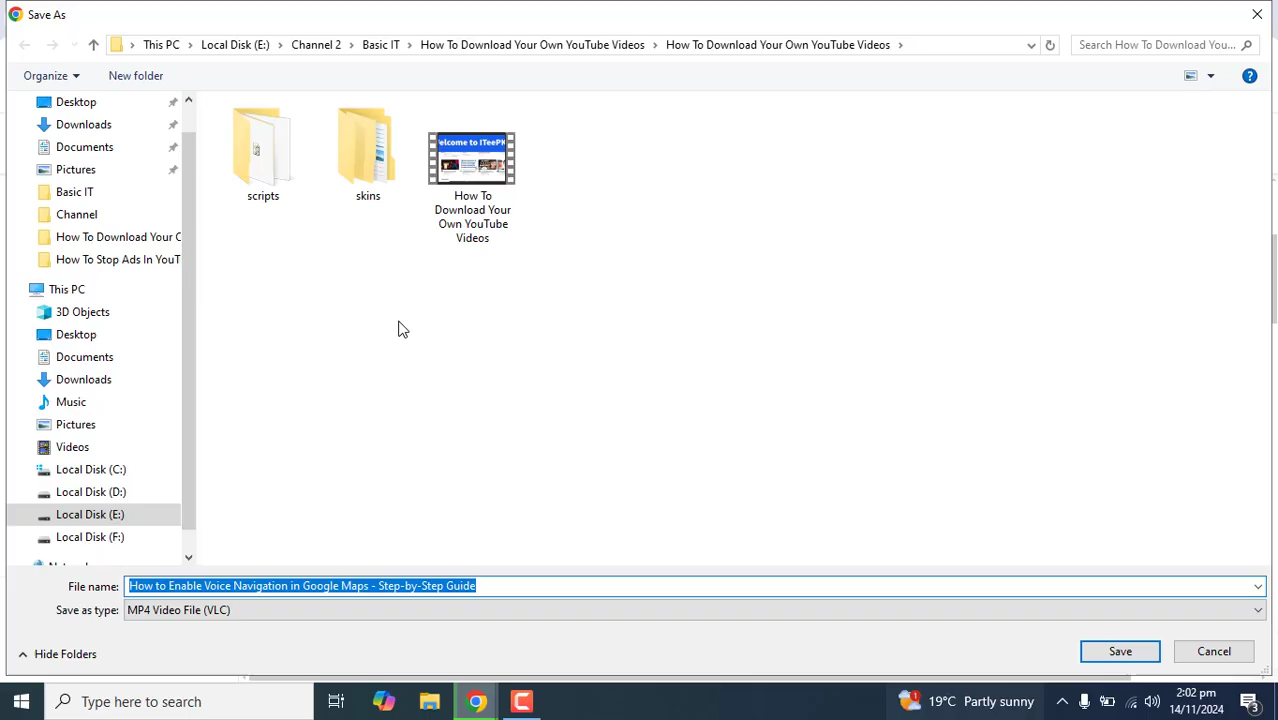 Save As
This PC > Local Disk (E:) > Channel 2 > Basic IT > How To Download Your Own YouTube Videos > How To Download Your Own YouTube Videos >
Search How To Download You...
Organize
New folder
Desktop
Downloads
Documents
Pictures
Basic IT
Channel
How To Download Your C
How To Stop Ads In YouT
This PC
3D Objects
Desktop
Documents
Downloads
Music
Pictures
Videos
Local Disk (C:)
Local Disk (D:)
Local Disk (E:)
Local Disk (F:)
scripts
skins
elcome to ITeePK
How To
Download Your
Own YouTube
Videos
File name: How to Enable Voice Navigation in Google Maps - Step-by-Step Guide
Save as type: MP4 Video File (VLC)
Hide Folders
Save
Cancel
Type here to search
19°C Partly sunny
2:02 pm
14/11/2024
3